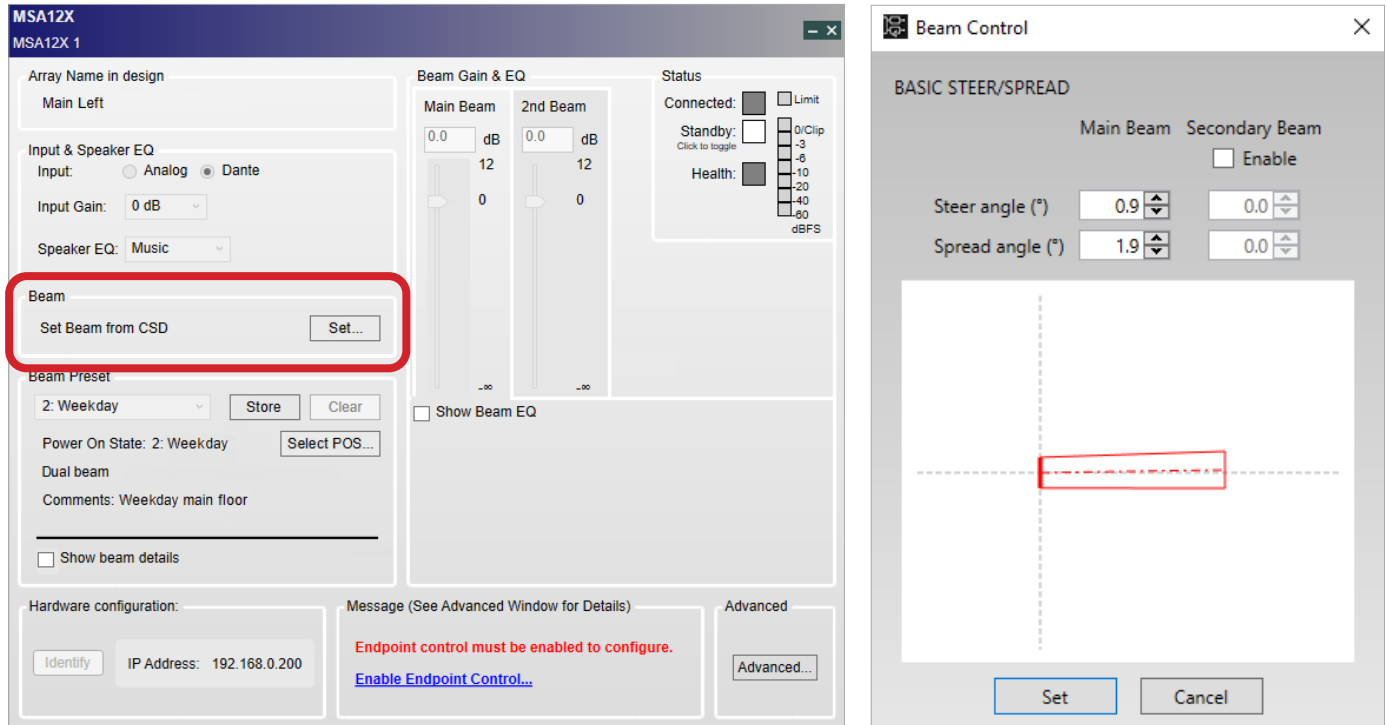 MSA12X
MSA12X 1
Array Name in design
Main Left
Input & Speaker EQ
Input: Analog Dante
Input Gain: 0 dB
Speaker EQ: Music
Beam
Set Beam from CSD Set...
Beam Preset
2: Weekday Store Clear
Power On State: 2: Weekday Select POS...
Dual beam
Comments: Weekday main floor
Show beam details
Beam Gain & EQ
Main Beam 2nd Beam
0.0 dB 0.0 dB
12 12
0 0
-∞ -∞
Show Beam EQ
Status
Connected:
Standby:
Click to toggle
Health:
Limit
0/Clip
-3
-6
-10
-20
-40
-60
dBFS
Hardware configuration:
Identify IP Address: 192.168.0.200
Message (See Advanced Window for Details)
Endpoint control must be enabled to configure.
Enable Endpoint Control...
Advanced
Advanced...
Beam Control
BASIC STEER/SPREAD
Main Beam Secondary Beam
Enable
Steer angle (°) 0.9 0.0
Spread angle (°) 1.9 0.0
Set Cancel